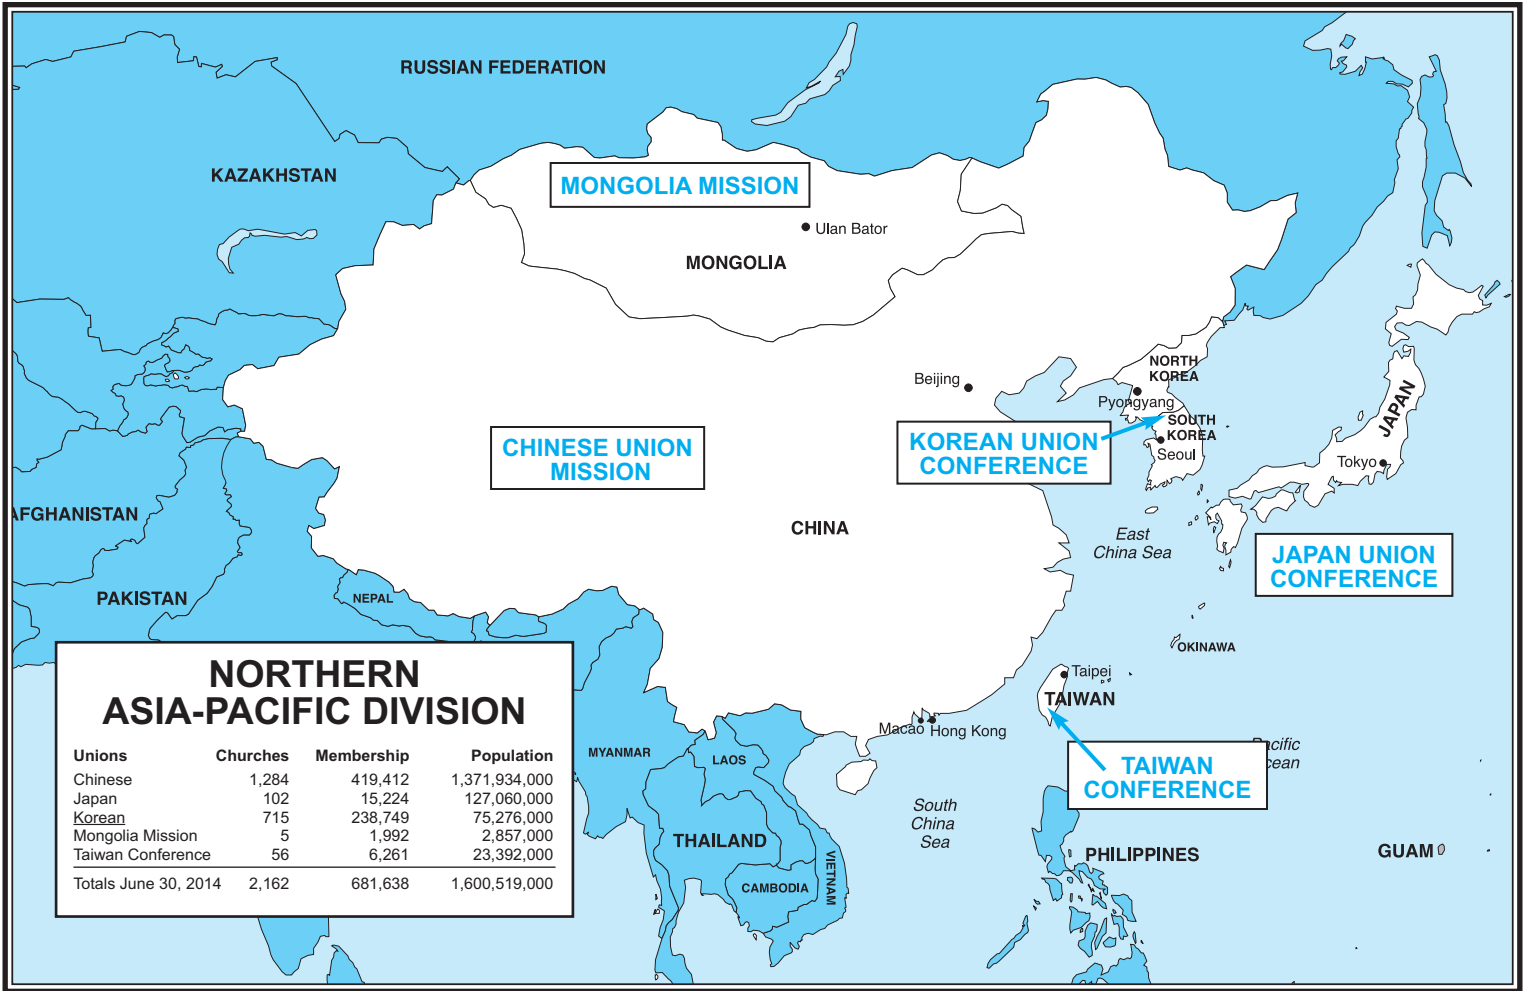 RUSSIAN FEDERATION
KAZAKHSTAN
MONGOLIA MISSION
Ulan Bator
MONGOLIA
NORTH
KOREA
Beijing
Pyongyang
SOUTH
KOREA
Seoul
JAPAN
Tokyo
KOREAN UNION
CONFERENCE
CHINESE UNION
MISSION
AFGHANISTAN
CHINA
East
China Sea
JAPAN UNION
CONFERENCE
PAKISTAN
NEPAL
OKINAWA
Taipei
TAIWAN
Macao
Hong Kong
Pacific
cean
TAIWAN
CONFERENCE
MYANMAR
LAOS
South
China
Sea
THAILAND
VIETNAM
CAMBODIA
PHILIPPINES
GUAM
NORTHERN
ASIA-PACIFIC DIVISION
Unions Churches Membership Population
Chinese 1,284 419,412 1,371,934,000
Japan 102 15,224 127,060,000
Korean 715 238,749 75,276,000
Mongolia Mission 5 1,992 2,857,000
Taiwan Conference 56 6,261 23,392,000
Totals June 30, 2014 2,162 681,638 1,600,519,000